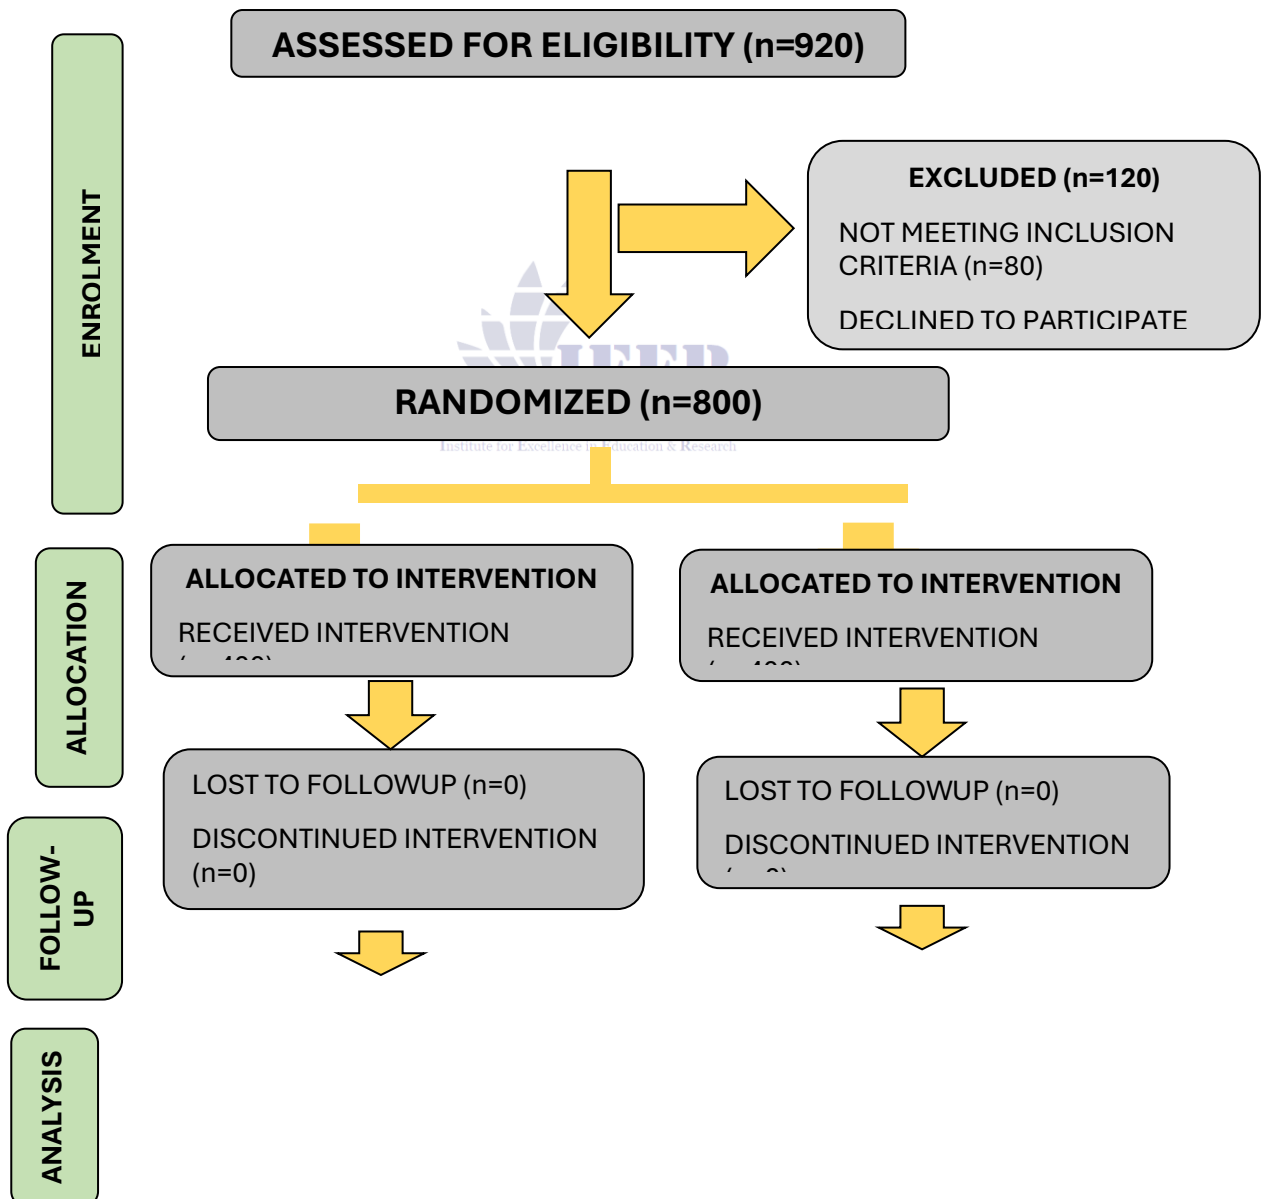 ASSESSED FOR ELIGIBILITY (n=920)
ENROLMENT
EXCLUDED (n=120)
NOT MEETING INCLUSION
CRITERIA (n=80)
DECLINED TO PARTICIPATE
RANDOMIZED (n=800)
Institute for Excellence in Education & Research
ALLOCATION
ALLOCATED TO INTERVENTION
RECEIVED INTERVENTION
ALLOCATED TO INTERVENTION
RECEIVED INTERVENTION
LOST TO FOLLOWUP (n=0)
DISCONTINUED INTERVENTION
(n=0)
LOST TO FOLLOWUP (n=0)
DISCONTINUED INTERVENTION
FOLLOW-
UP
ANALYSIS